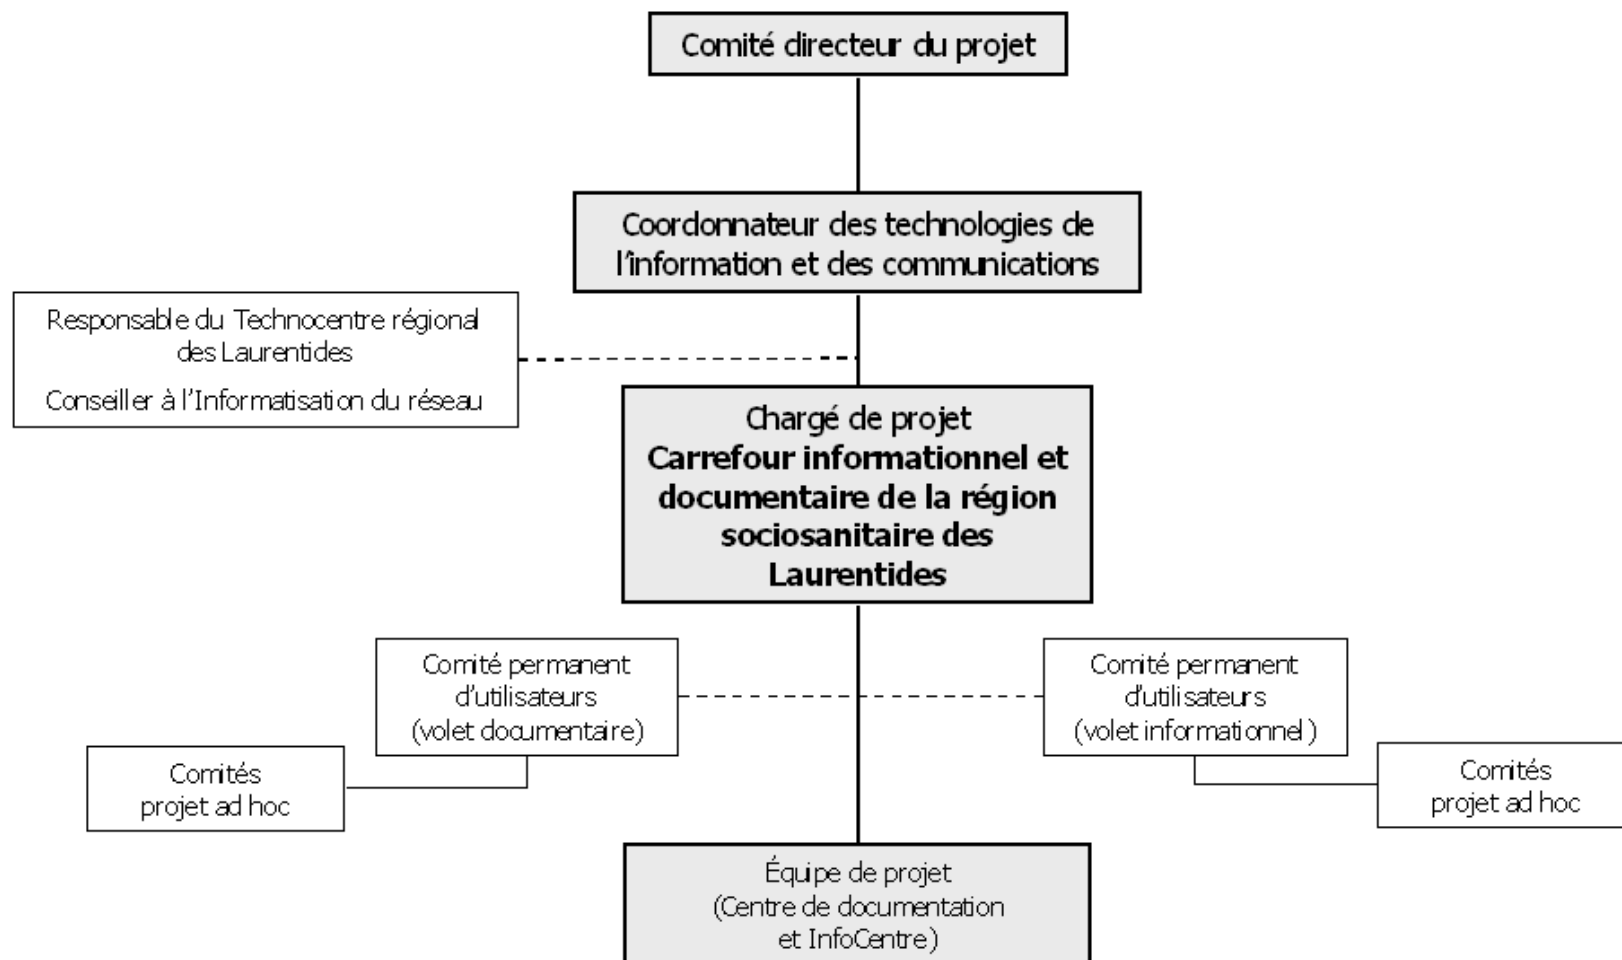 Comité directeur du projet
Coordonnateur des technologies de
l'information et des communications
Responsable du Technocentre régional
des Laurentides
Conseiller à l'Informatisation du réseau
Chargé de projet
Carrefour informationnel et
documentaire de la région
sociosanitaire des
Laurentides
Comité permanent
d'utilisateurs
(volet documentaire)
Comité permanent
d'utilisateurs
(volet informationnel)
Comités
projet ad hoc
Comités
projet ad hoc
Équipe de projet
(Centre de documentation
et InfoCentre)